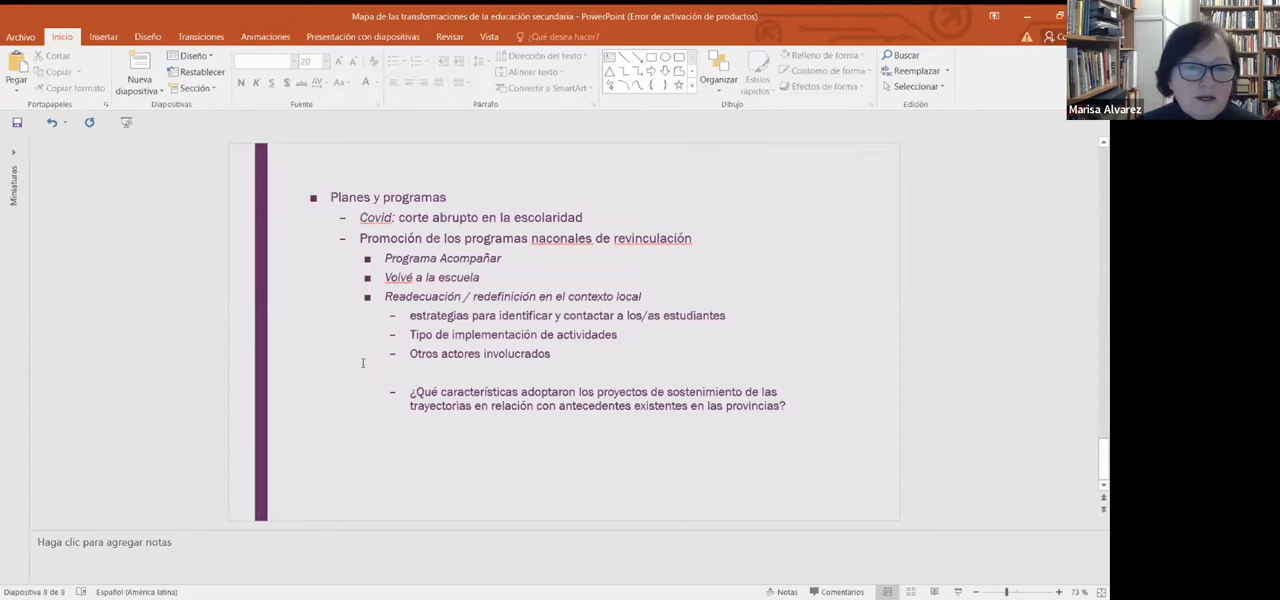 Mapa de las transformaciones de la educación secundaria - PowerPoint (Error de activación de productos)
Archivo Inicio Insertar Diseño Transiciones Animaciones Presentación con diapositivas Revisar Vista ¿Qué desea hacer? Co
Pegar
Cortar
Copiar
Copiar formato
Portapapeles
Nueva diapositiva
Diseño
Restablecer
Sección
Diapositivas
20
N K S S abc AV Aa A
Fuente
Dirección del texto
Alinear texto
Convertir a SmartArt
Párrafo
Organizar
Estilos rápidos
Relleno de forma
Contorno de forma
Efectos de forma
Dibujo
Buscar
Reemplazar
Seleccionar
Edición
Marisa Alvarez
Miniaturas
Planes y programas
– Covid: corte abrupto en la escolaridad
– Promoción de los programas naconales de revinculación
Programa Acompañar
Volvé a la escuela
Readecuación / redefinición en el contexto local
– estrategias para identificar y contactar a los/as estudiantes
– Tipo de implementación de actividades
– Otros actores involucrados
– ¿Qué características adoptaron los proyectos de sostenimiento de las
trayectorias en relación con antecedentes existentes en las provincias?
Haga clic para agregar notas
Diapositiva 8 de 8 Español (América latina) Notas Comentarios 73 %